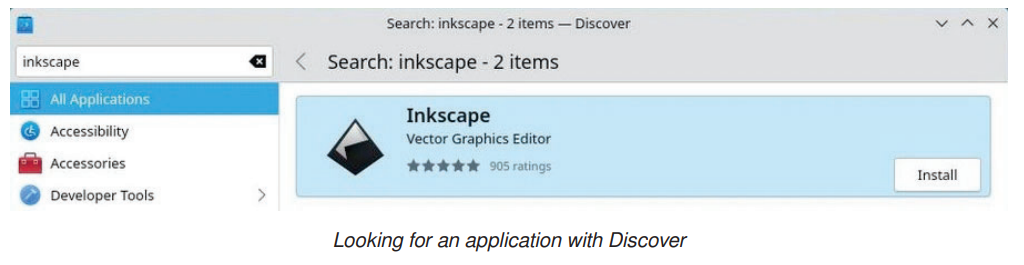 Search: inkscape - 2 items — Discover
inkscape
Search: inkscape - 2 items
All Applications
Accessibility
Accessories
Developer Tools
Inkscape
Vector Graphics Editor
905 ratings
Install
Looking for an application with Discover